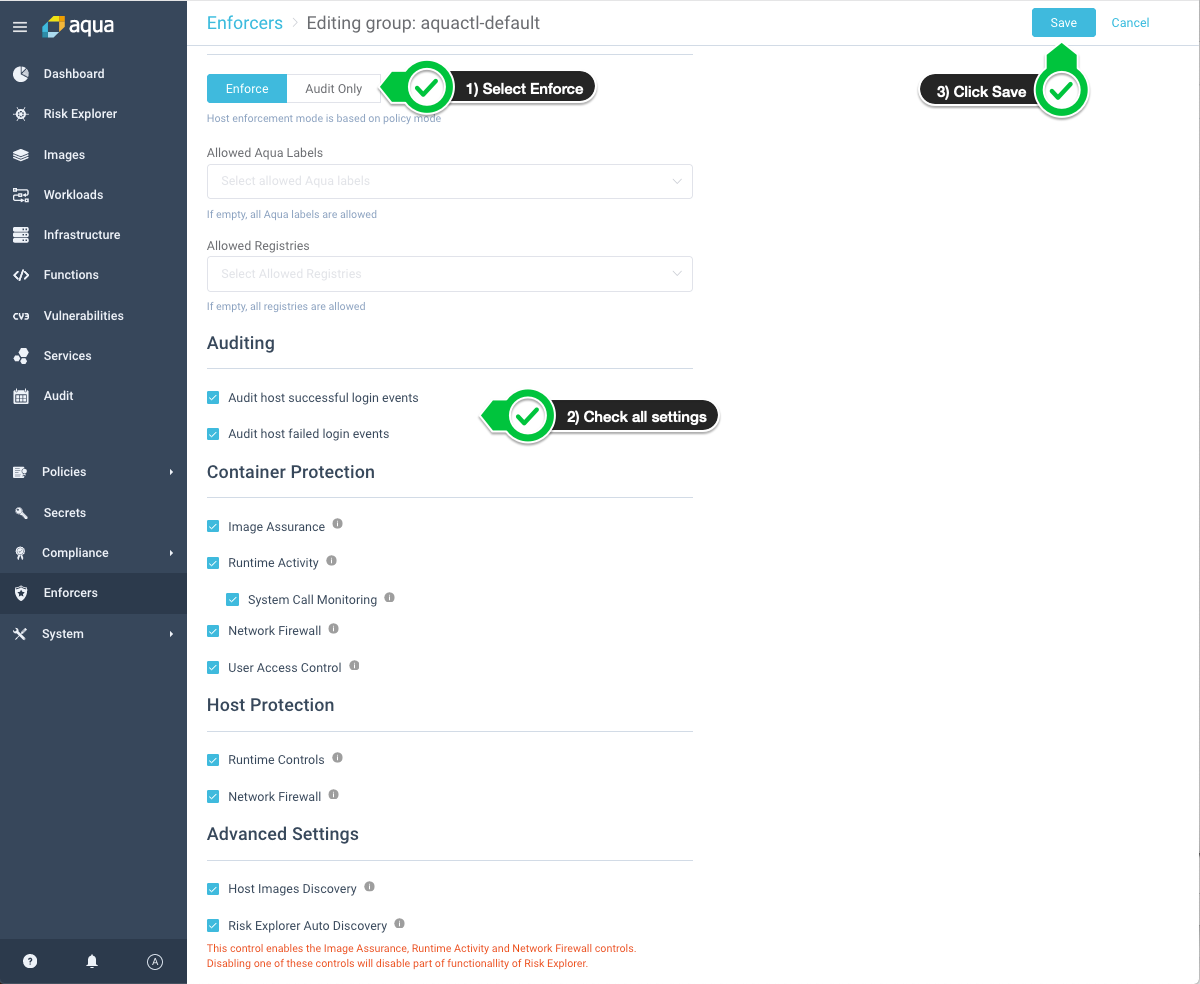 aqua
Enforcers > Editing group: aquactl-default
Save
Cancel
Dashboard
Risk Explorer
Images
Workloads
Infrastructure
Functions
CV3
Vulnerabilities
Services
Audit
Policies
Secrets
Compliance
Enforcers
System
?
A
Enforce
Audit Only
1) Select Enforce
3) Click Save
Host enforcement mode is based on policy mode
Allowed Aqua Labels
Select allowed Aqua labels
If empty, all Aqua labels are allowed
Allowed Registries
Select Allowed Registries
If empty, all registries are allowed
Auditing
Audit host successful login events
2) Check all settings
Audit host failed login events
Container Protection
Image Assurance
Runtime Activity
System Call Monitoring
Network Firewall
User Access Control
Host Protection
Runtime Controls
Network Firewall
Advanced Settings
Host Images Discovery
Risk Explorer Auto Discovery
This control enables the Image Assurance, Runtime Activity and Network Firewall controls.
Disabling one of these controls will disable part of functionallity of Risk Explorer.